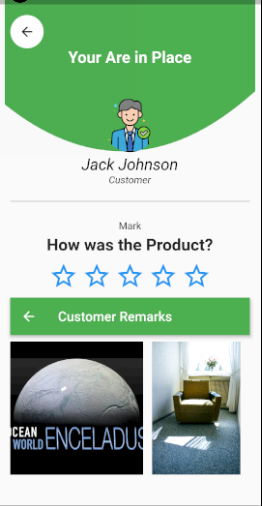 Your Are in Place
Jack Johnson
Customer
Mark
How was the Product?
Customer Remarks
OCEAN
WORLD ENCELADUS